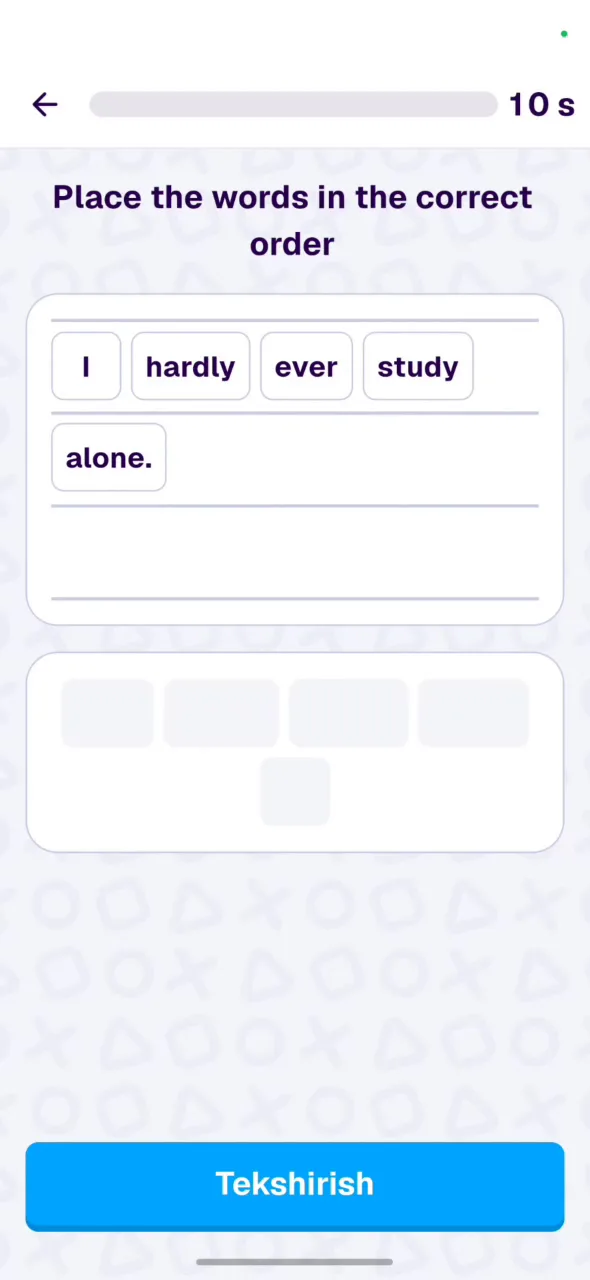 10 s
Place the words in the correct
order
I hardly ever study
alone.
Tekshirish